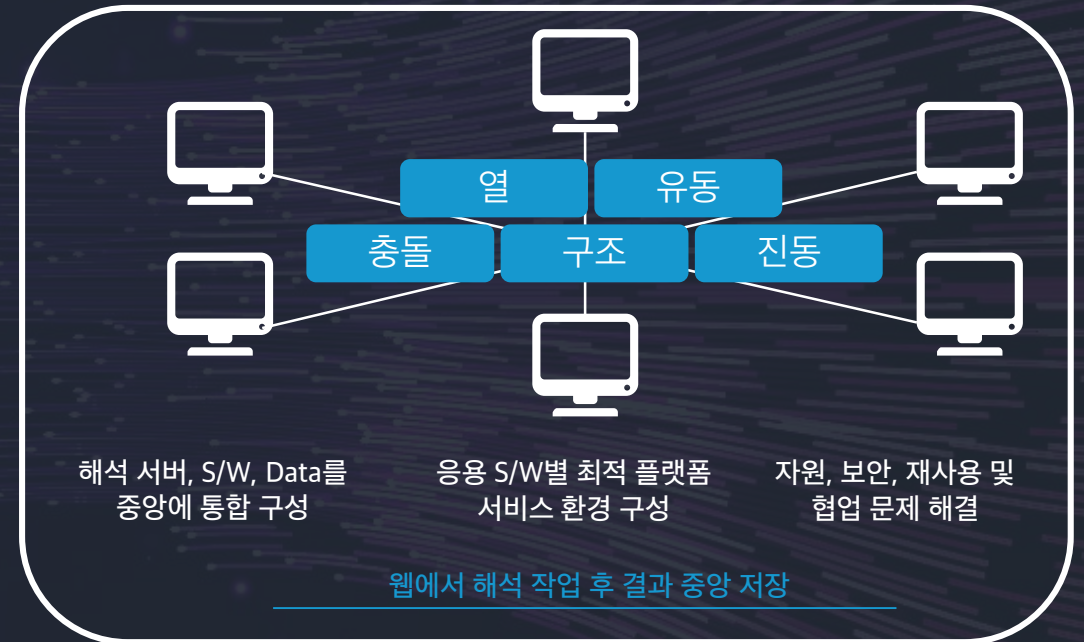 열 유동
충돌 구조 진동
해석 서버, S/W, Data를
중앙에 통합 구성
응용 S/W별 최적 플랫폼
서비스 환경 구성
자원, 보안, 재사용 및
협업 문제 해결
웹에서 해석 작업 후 결과 중앙 저장